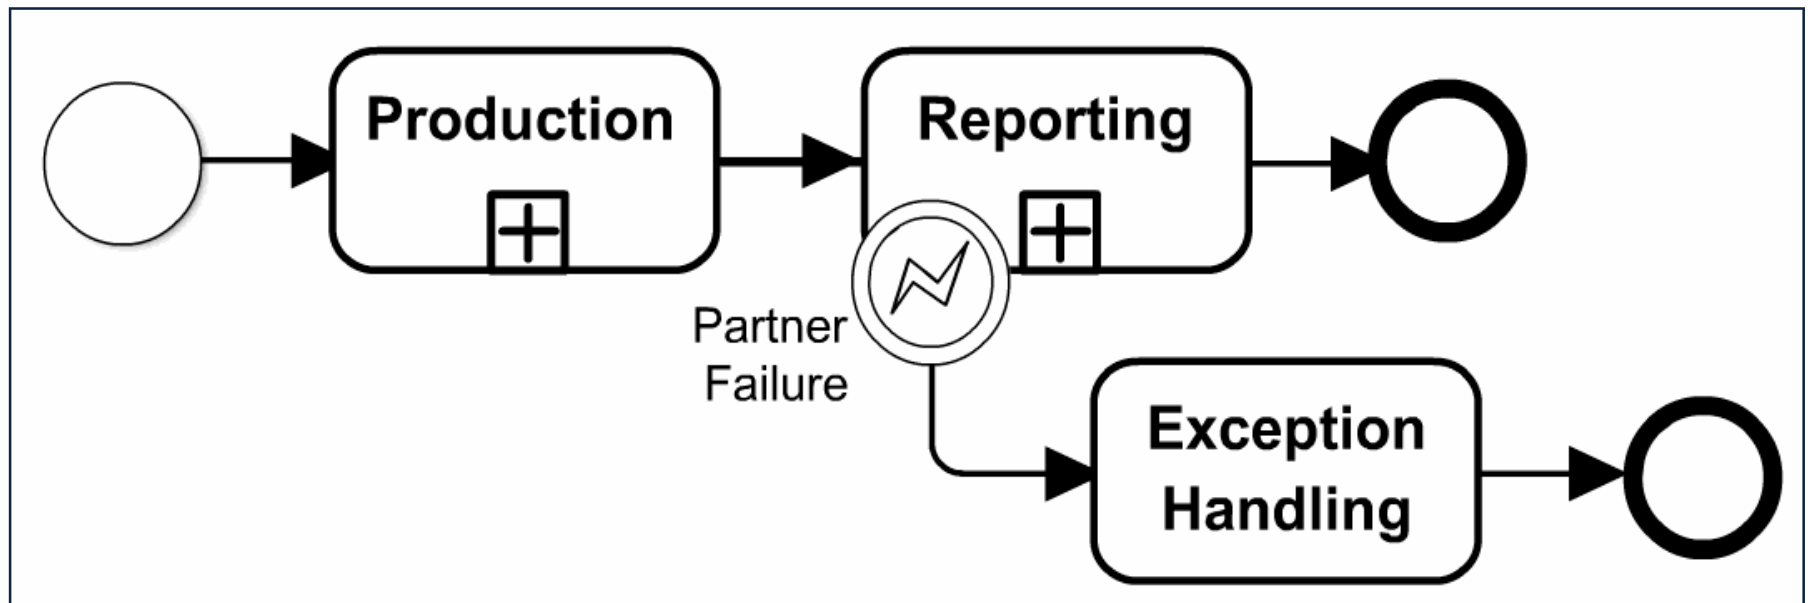 Production
Reporting
Partner
Failure
Exception
Handling